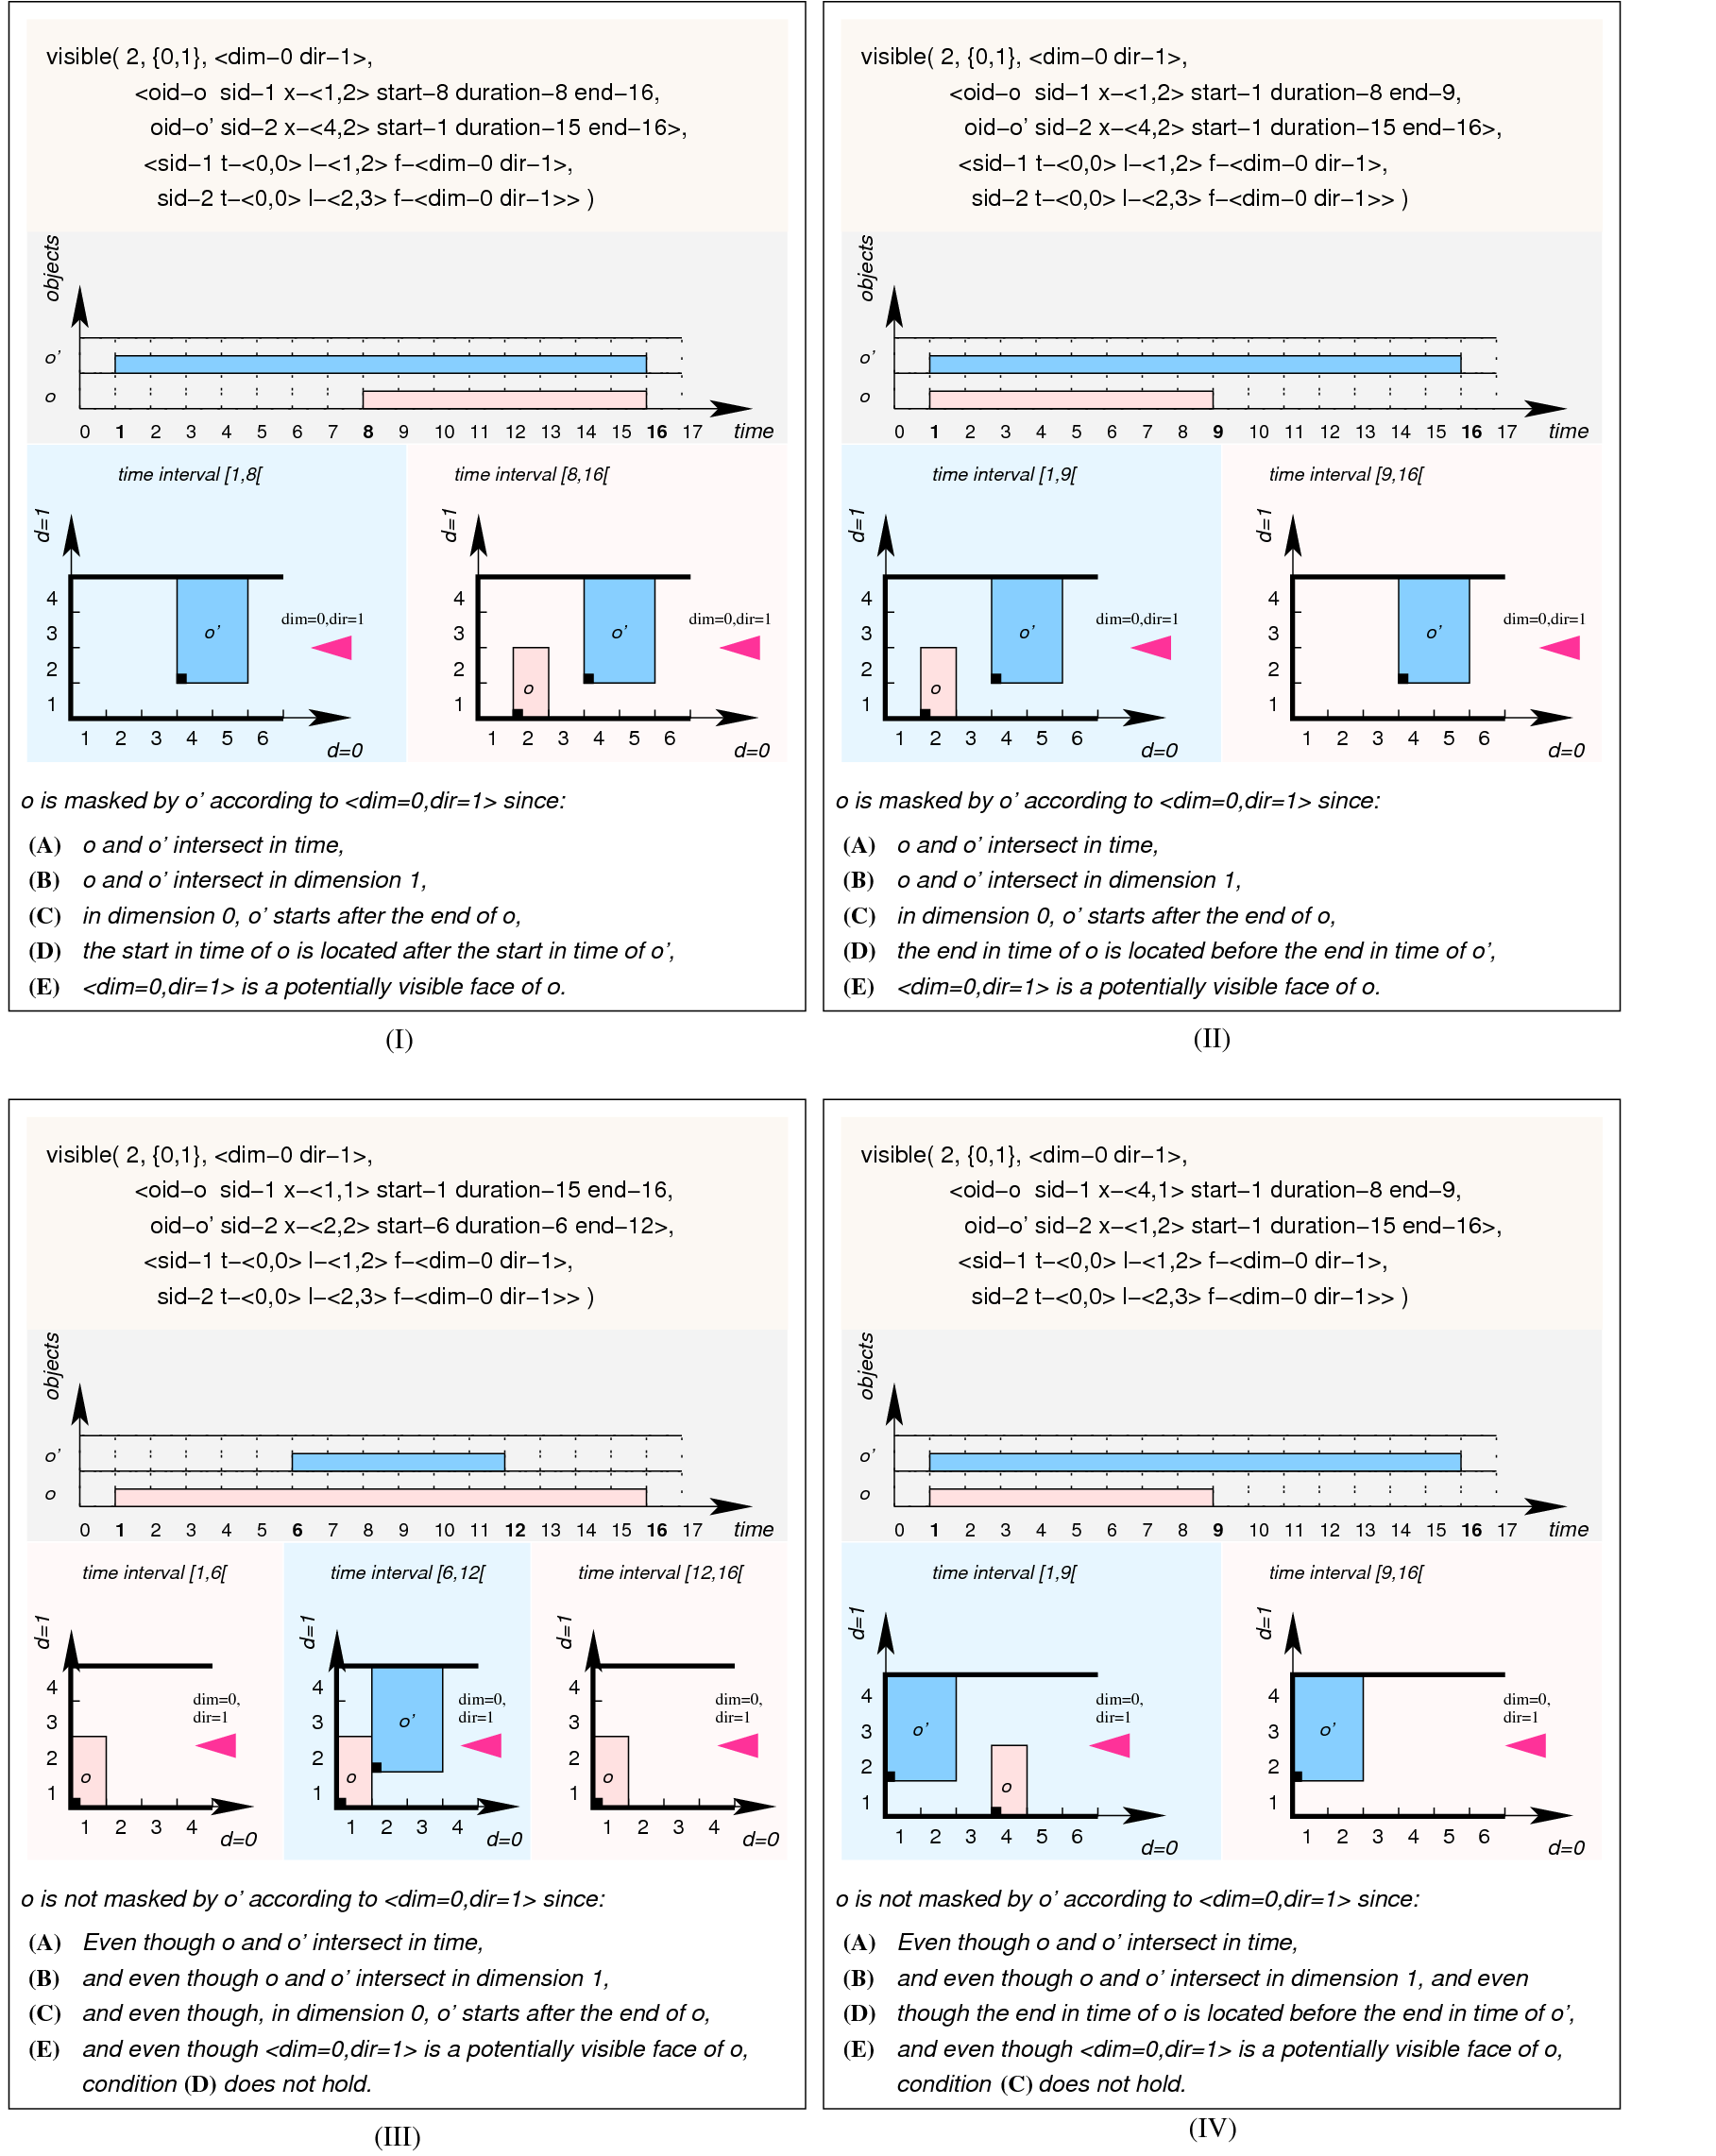 visible( 2, {0,1}, <dim−0 dir−1>,
<oid−o sid−1 x−<1,2> start−8 duration−8 end−16,
oid−o’ sid−2 x−<4,2> start−1 duration−15 end−16>,
<sid−1 t−<0,0> l−<1,2> f−<dim−0 dir−1>,
sid−2 t−<0,0> l−<2,3> f−<dim−0 dir−1>> )
objects
o’
o
0 1 2 3 4 5 6 7 8 9 10 11 12 13 14 15 16 17 time
time interval [1,8[
d=1
4
3
2
1
o’
dim=0,dir=1
1 2 3 4 5 6
d=0
time interval [8,16[
d=1
4
3
2
1
o’
o
dim=0,dir=1
1 2 3 4 5 6
d=0
o is masked by o’ according to <dim=0,dir=1> since:
(A) o and o’ intersect in time,
(B) o and o’ intersect in dimension 1,
(C) in dimension 0, o’ starts after the end of o,
(D) the start in time of o is located after the start in time of o’,
(E) <dim=0,dir=1> is a potentially visible face of o.
(I)
visible( 2, {0,1}, <dim−0 dir−1>,
<oid−o sid−1 x−<1,2> start−1 duration−8 end−9,
oid−o’ sid−2 x−<4,2> start−1 duration−15 end−16>,
<sid−1 t−<0,0> l−<1,2> f−<dim−0 dir−1>,
sid−2 t−<0,0> l−<2,3> f−<dim−0 dir−1>> )
objects
o’
o
0 1 2 3 4 5 6 7 8 9 10 11 12 13 14 15 16 17 time
time interval [1,9[
d=1
4
3
2
1
o’
o
dim=0,dir=1
1 2 3 4 5 6
d=0
time interval [9,16[
d=1
4
3
2
1
o’
dim=0,dir=1
1 2 3 4 5 6
d=0
o is masked by o’ according to <dim=0,dir=1> since:
(A) o and o’ intersect in time,
(B) o and o’ intersect in dimension 1,
(C) in dimension 0, o’ starts after the end of o,
(D) the end in time of o is located before the end in time of o’,
(E) <dim=0,dir=1> is a potentially visible face of o.
(II)
visible( 2, {0,1}, <dim−0 dir−1>,
<oid−o sid−1 x−<1,1> start−1 duration−15 end−16,
oid−o’ sid−2 x−<2,2> start−6 duration−6 end−12>,
<sid−1 t−<0,0> l−<1,2> f−<dim−0 dir−1>,
sid−2 t−<0,0> l−<2,3> f−<dim−0 dir−1>> )
objects
o’
o
0 1 2 3 4 5 6 7 8 9 10 11 12 13 14 15 16 17 time
time interval [1,6[
d=1
4
3
2
1
o
dim=0,
dir=1
1 2 3 4
d=0
time interval [6,12[
d=1
4
3
2
1
o’
o
dim=0,
dir=1
1 2 3 4
d=0
time interval [12,16[
d=1
4
3
2
1
o
dim=0,
dir=1
1 2 3 4
d=0
o is not masked by o’ according to <dim=0,dir=1> since:
(A) Even though o and o’ intersect in time,
(B) and even though o and o’ intersect in dimension 1,
(C) and even though, in dimension 0, o’ starts after the end of o,
(E) and even though <dim=0,dir=1> is a potentially visible face of o,
condition (D) does not hold.
(III)
visible( 2, {0,1}, <dim−0 dir−1>,
<oid−o sid−1 x−<4,1> start−1 duration−8 end−9,
oid−o’ sid−2 x−<1,2> start−1 duration−15 end−16>,
<sid−1 t−<0,0> l−<1,2> f−<dim−0 dir−1>,
sid−2 t−<0,0> l−<2,3> f−<dim−0 dir−1>> )
objects
o’
o
0 1 2 3 4 5 6 7 8 9 10 11 12 13 14 15 16 17 time
time interval [1,9[
d=1
4
3
2
1
o’
o
dim=0,
dir=1
1 2 3 4 5 6
d=0
time interval [9,16[
d=1
4
3
2
1
o’
dim=0,
dir=1
1 2 3 4 5 6
d=0
o is not masked by o’ according to <dim=0,dir=1> since:
(A) Even though o and o’ intersect in time,
(B) and even though o and o’ intersect in dimension 1, and even
(D) though the end in time of o is located before the end in time of o’,
(E) and even though <dim=0,dir=1> is a potentially visible face of o,
condition (C) does not hold.
(IV)